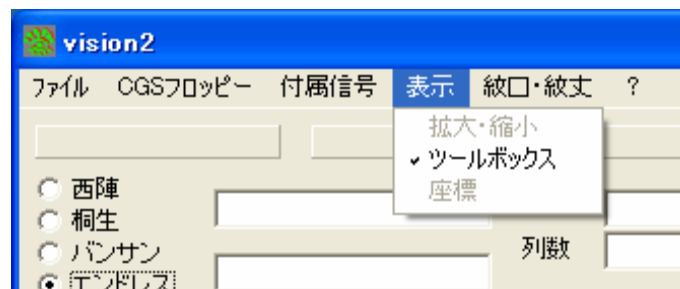 vision2
ファイル CGSフロッピー 付属信号 表示 紋口・紋丈 ?
拡大・縮小
ツールボックス
座標
西陣
桐生
バンサン
列数
エンドレス